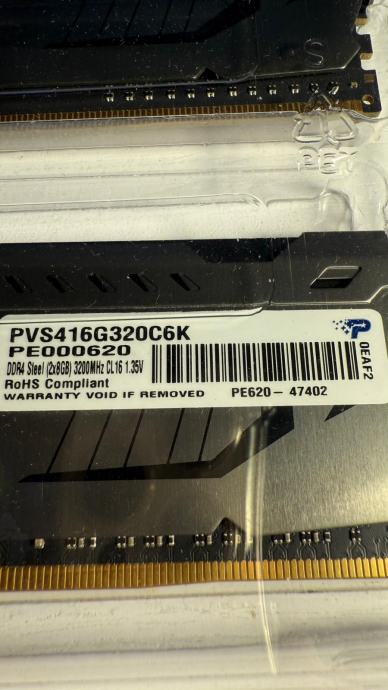 S
PVS416G320C6K
PE000620
DDR4 Steel (2x8GB) 3200MHz CL16 1.35V
RoHS Compliant
WARRANTY VOID IF REMOVED
PE620 - 47402
P
0EAF2